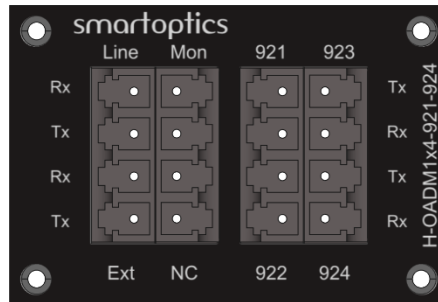 smartoptics
Line Mon 921 923
Rx Tx
Tx Rx
Rx Tx
Tx Rx
Ext NC 922 924
H-OADM1x4-921-924